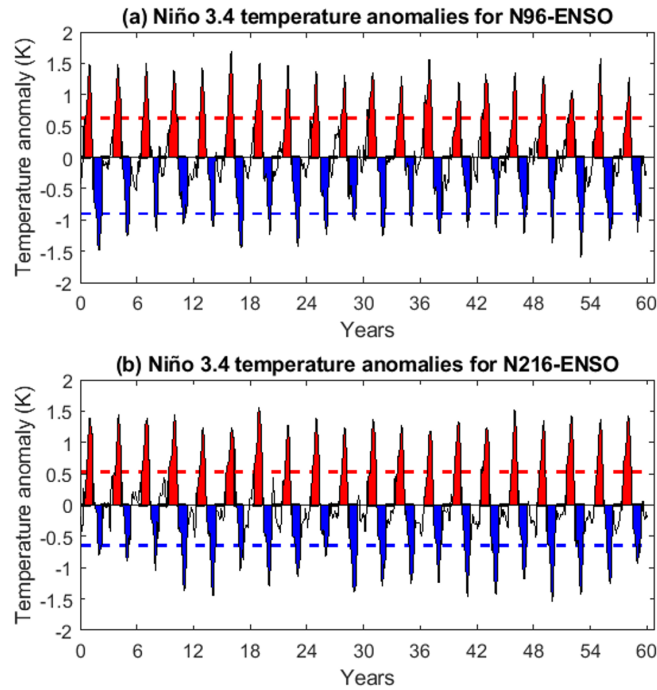 (a) Niño 3.4 temperature anomalies for N96-ENSO
Temperature anomaly (K)
2
1.5
1
0.5
0
-0.5
-1
-1.5
-2
0 6 12 18 24 30 36 42 48 54 60
Years
(b) Niño 3.4 temperature anomalies for N216-ENSO
Temperature anomaly (K)
2
1.5
1
0.5
0
-0.5
-1
-1.5
-2
0 6 12 18 24 30 36 42 48 54 60
Years